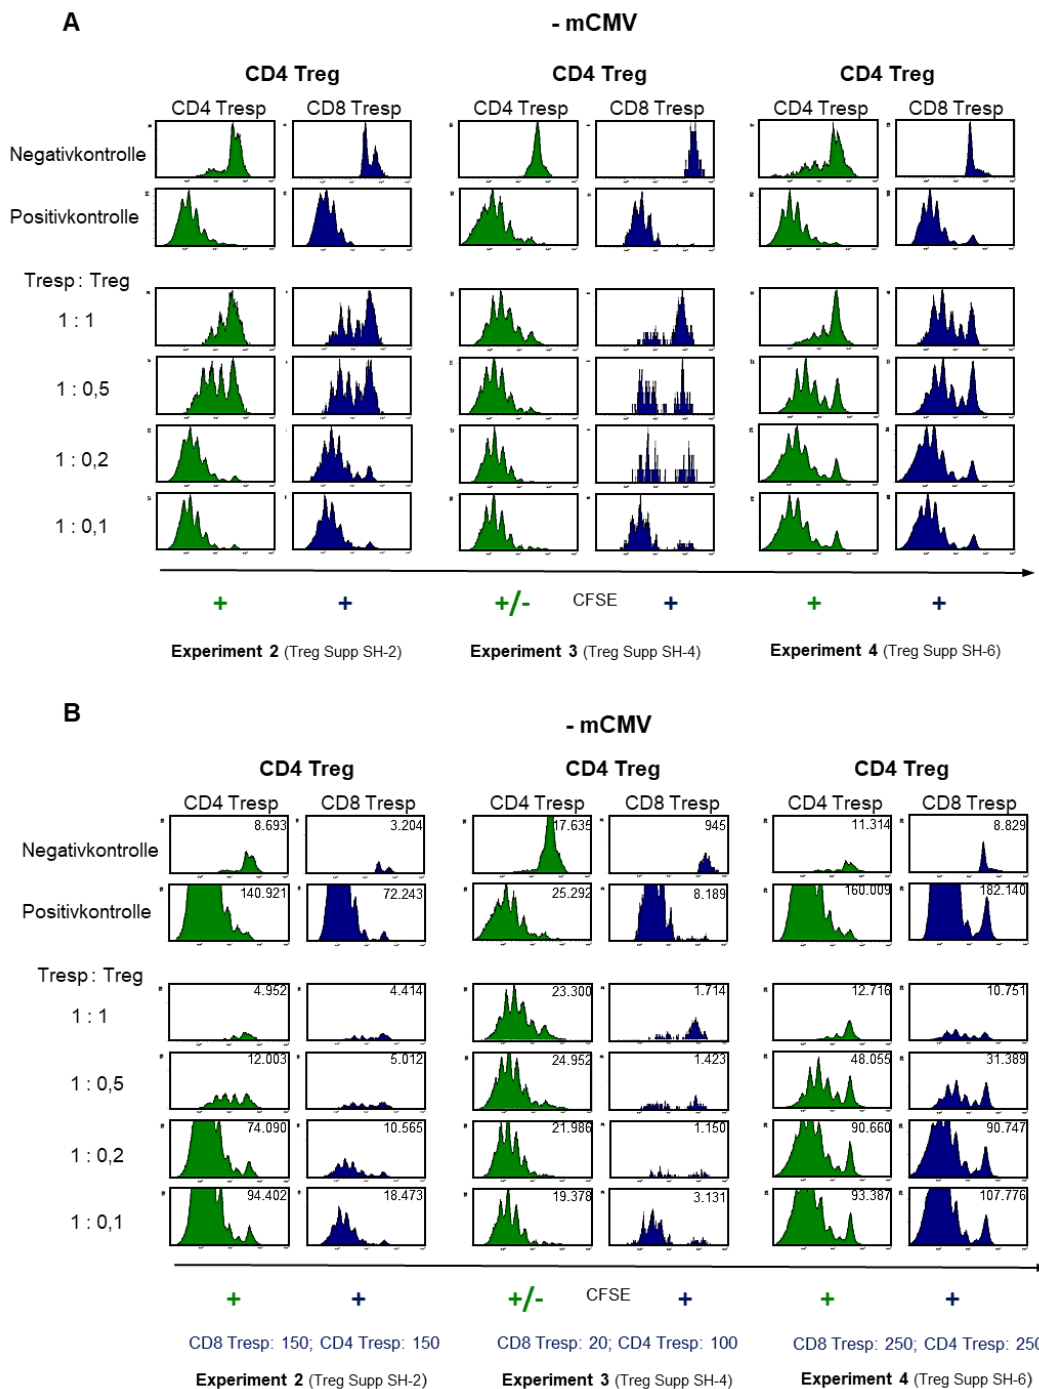 A
- mCMV
CD4 Treg CD4 Treg CD4 Treg
CD4 Tresp CD8 Tresp CD4 Tresp CD8 Tresp CD4 Tresp CD8 Tresp
Negativkontrolle
Positivkontrolle
Tresp : Treg
1 : 1
1 : 0,5
1 : 0,2
1 : 0,1
+ + +/- CFSE + + +
Experiment 2 (Treg Supp SH-2) Experiment 3 (Treg Supp SH-4) Experiment 4 (Treg Supp SH-6)
B
- mCMV
CD4 Treg CD4 Treg CD4 Treg
CD4 Tresp CD8 Tresp CD4 Tresp CD8 Tresp CD4 Tresp CD8 Tresp
Negativkontrolle 8.693 3.204 17.635 945 11.314 8.829
Positivkontrolle 140.921 72.243 25.292 8.189 160.009 182.140
Tresp : Treg
1 : 1 4.952 4.414 23.300 1.714 12.716 10.751
1 : 0,5 12.003 5.012 24.952 1.423 48.055 31.389
1 : 0,2 74.090 10.565 21.986 1.150 90.660 90.747
1 : 0,1 94.402 18.473 19.378 3.131 93.387 107.776
+ + +/- CFSE + + +
CD8 Tresp: 150; CD4 Tresp: 150 CD8 Tresp: 20; CD4 Tresp: 100 CD8 Tresp: 250; CD4 Tresp: 250
Experiment 2 (Treg Supp SH-2) Experiment 3 (Treg Supp SH-4) Experiment 4 (Treg Supp SH-6)